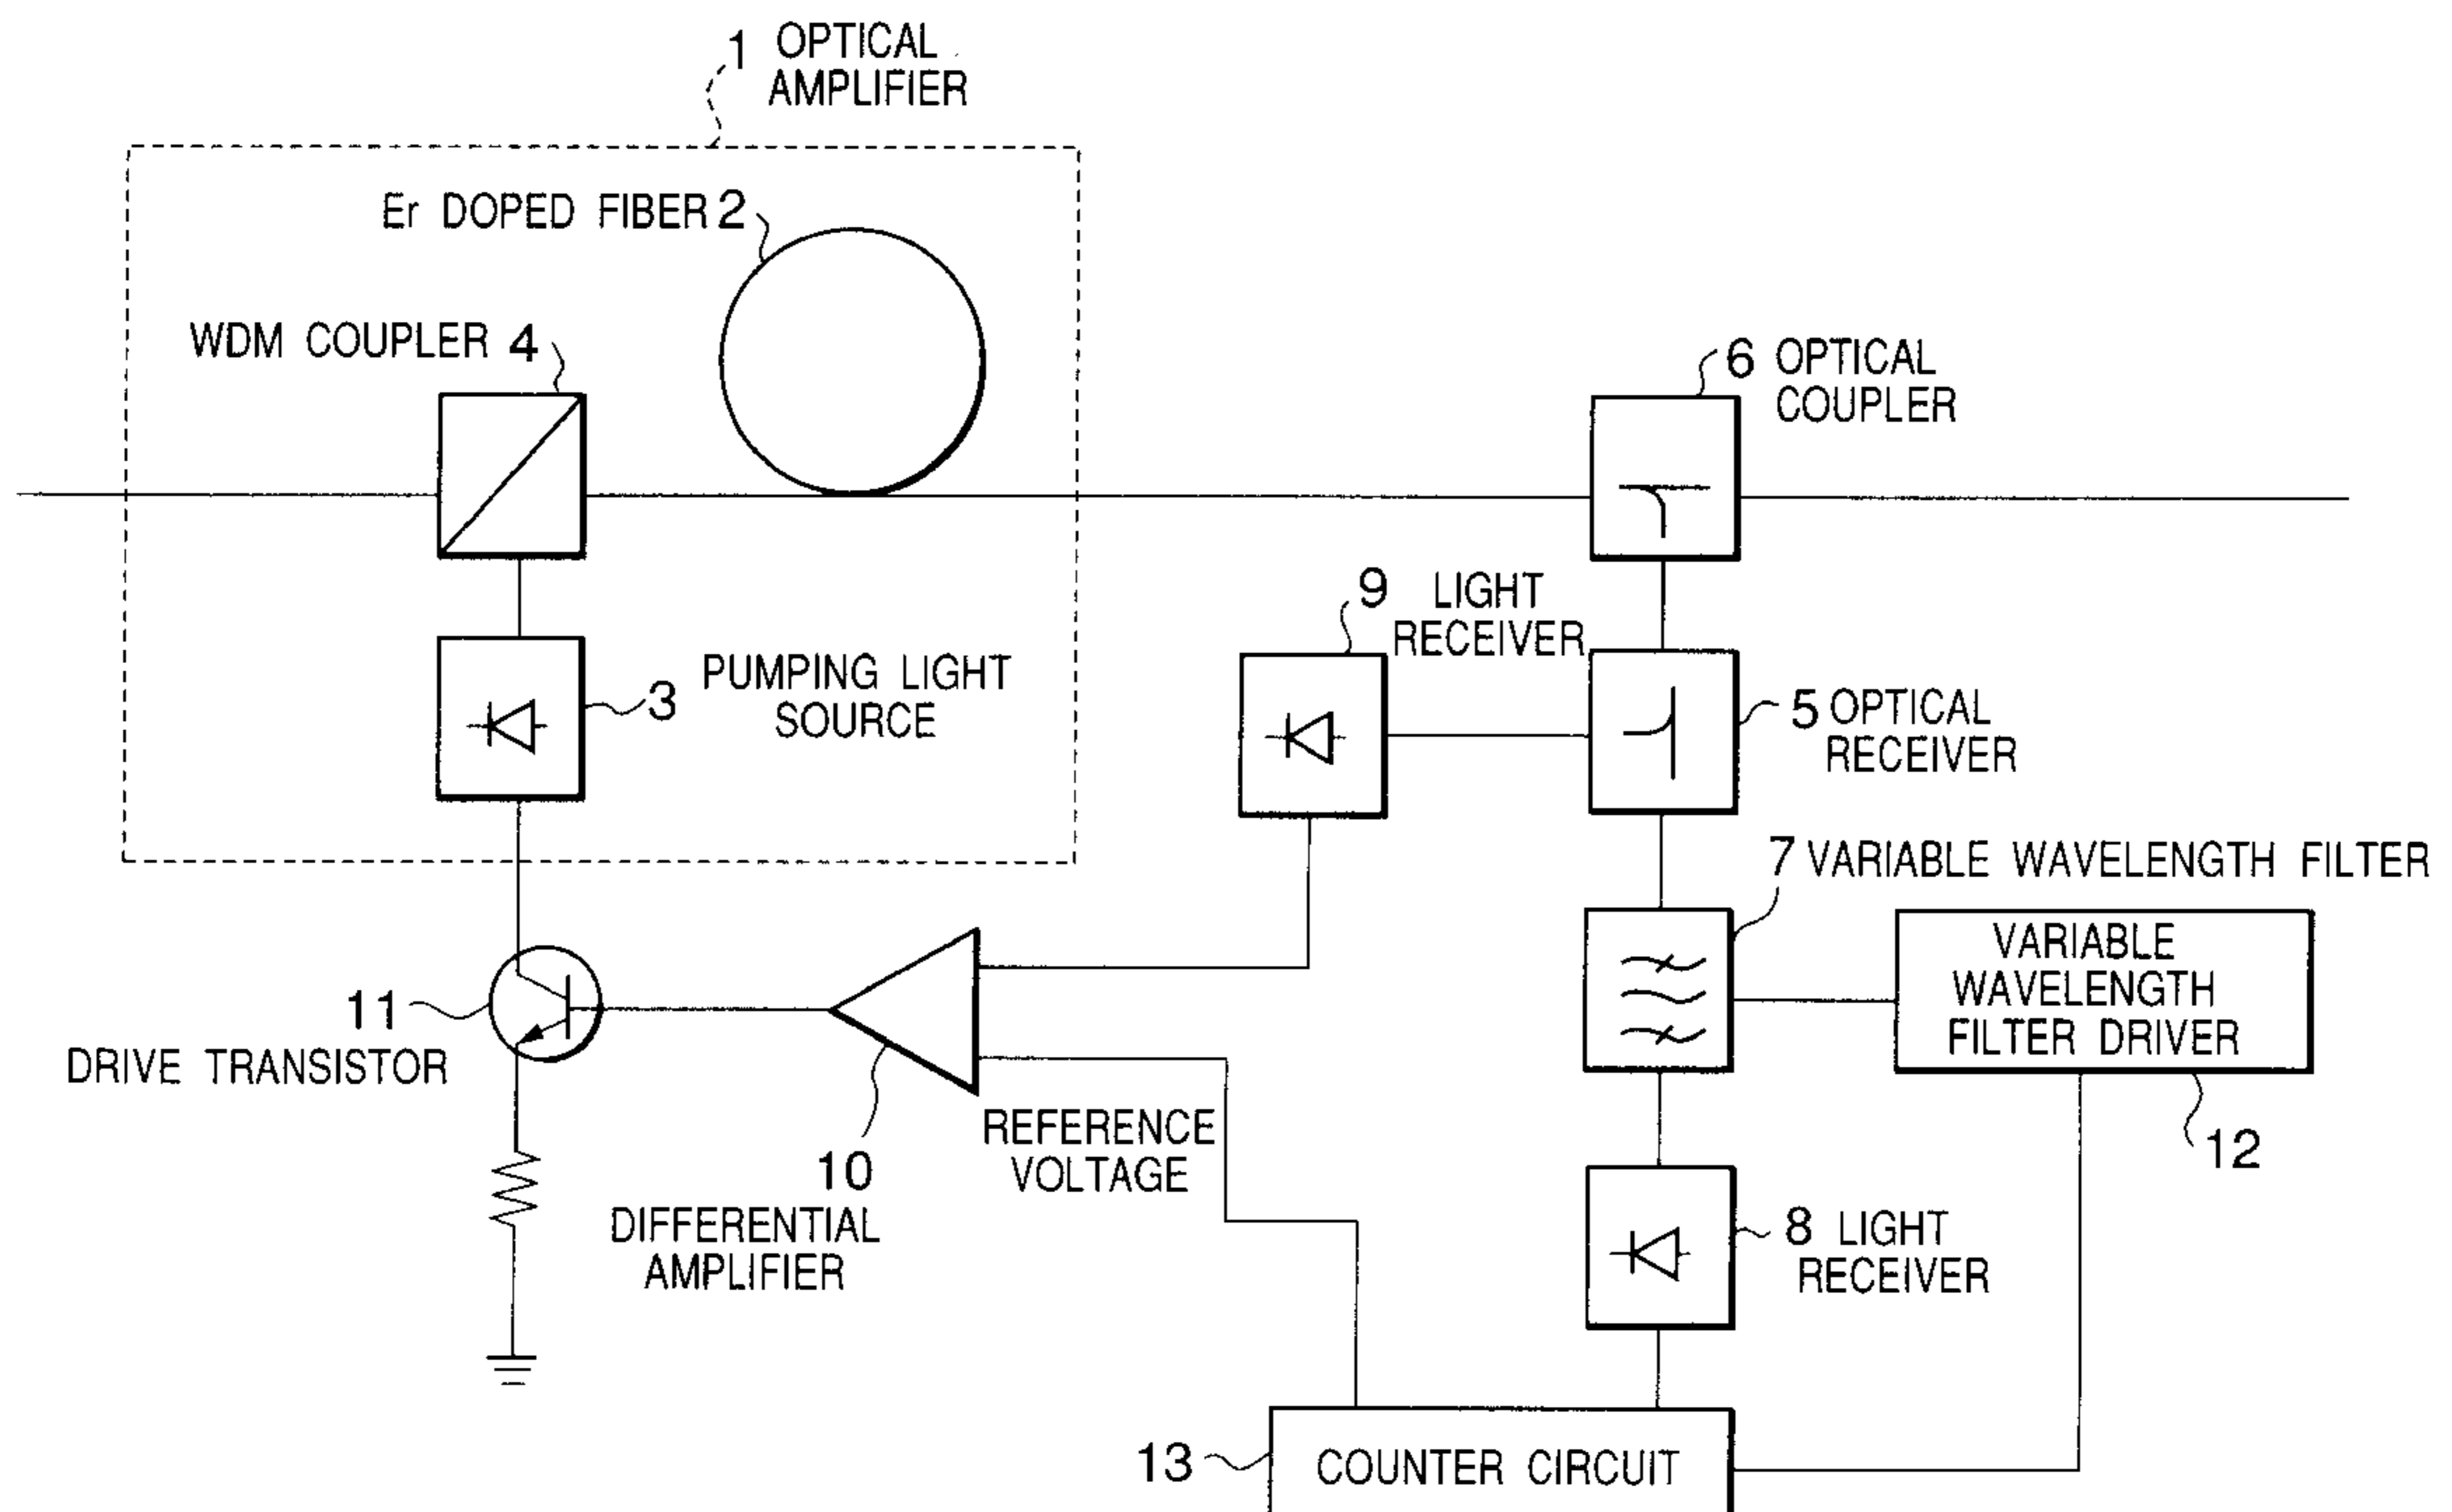 1 OPTICAL
AMPLIFIER
Er DOPED FIBER 2
WDM COUPLER 4
6 OPTICAL
COUPLER
9 LIGHT
RECEIVER
3 PUMPING LIGHT
SOURCE
5 OPTICAL
RECEIVER
7 VARIABLE WAVELENGTH FILTER
VARIABLE
WAVELENGTH
FILTER DRIVER
11
DRIVE TRANSISTOR
REFERENCE
VOLTAGE
12
10
DIFFERENTIAL
AMPLIFIER
8 LIGHT
RECEIVER
13 COUNTER CIRCUIT